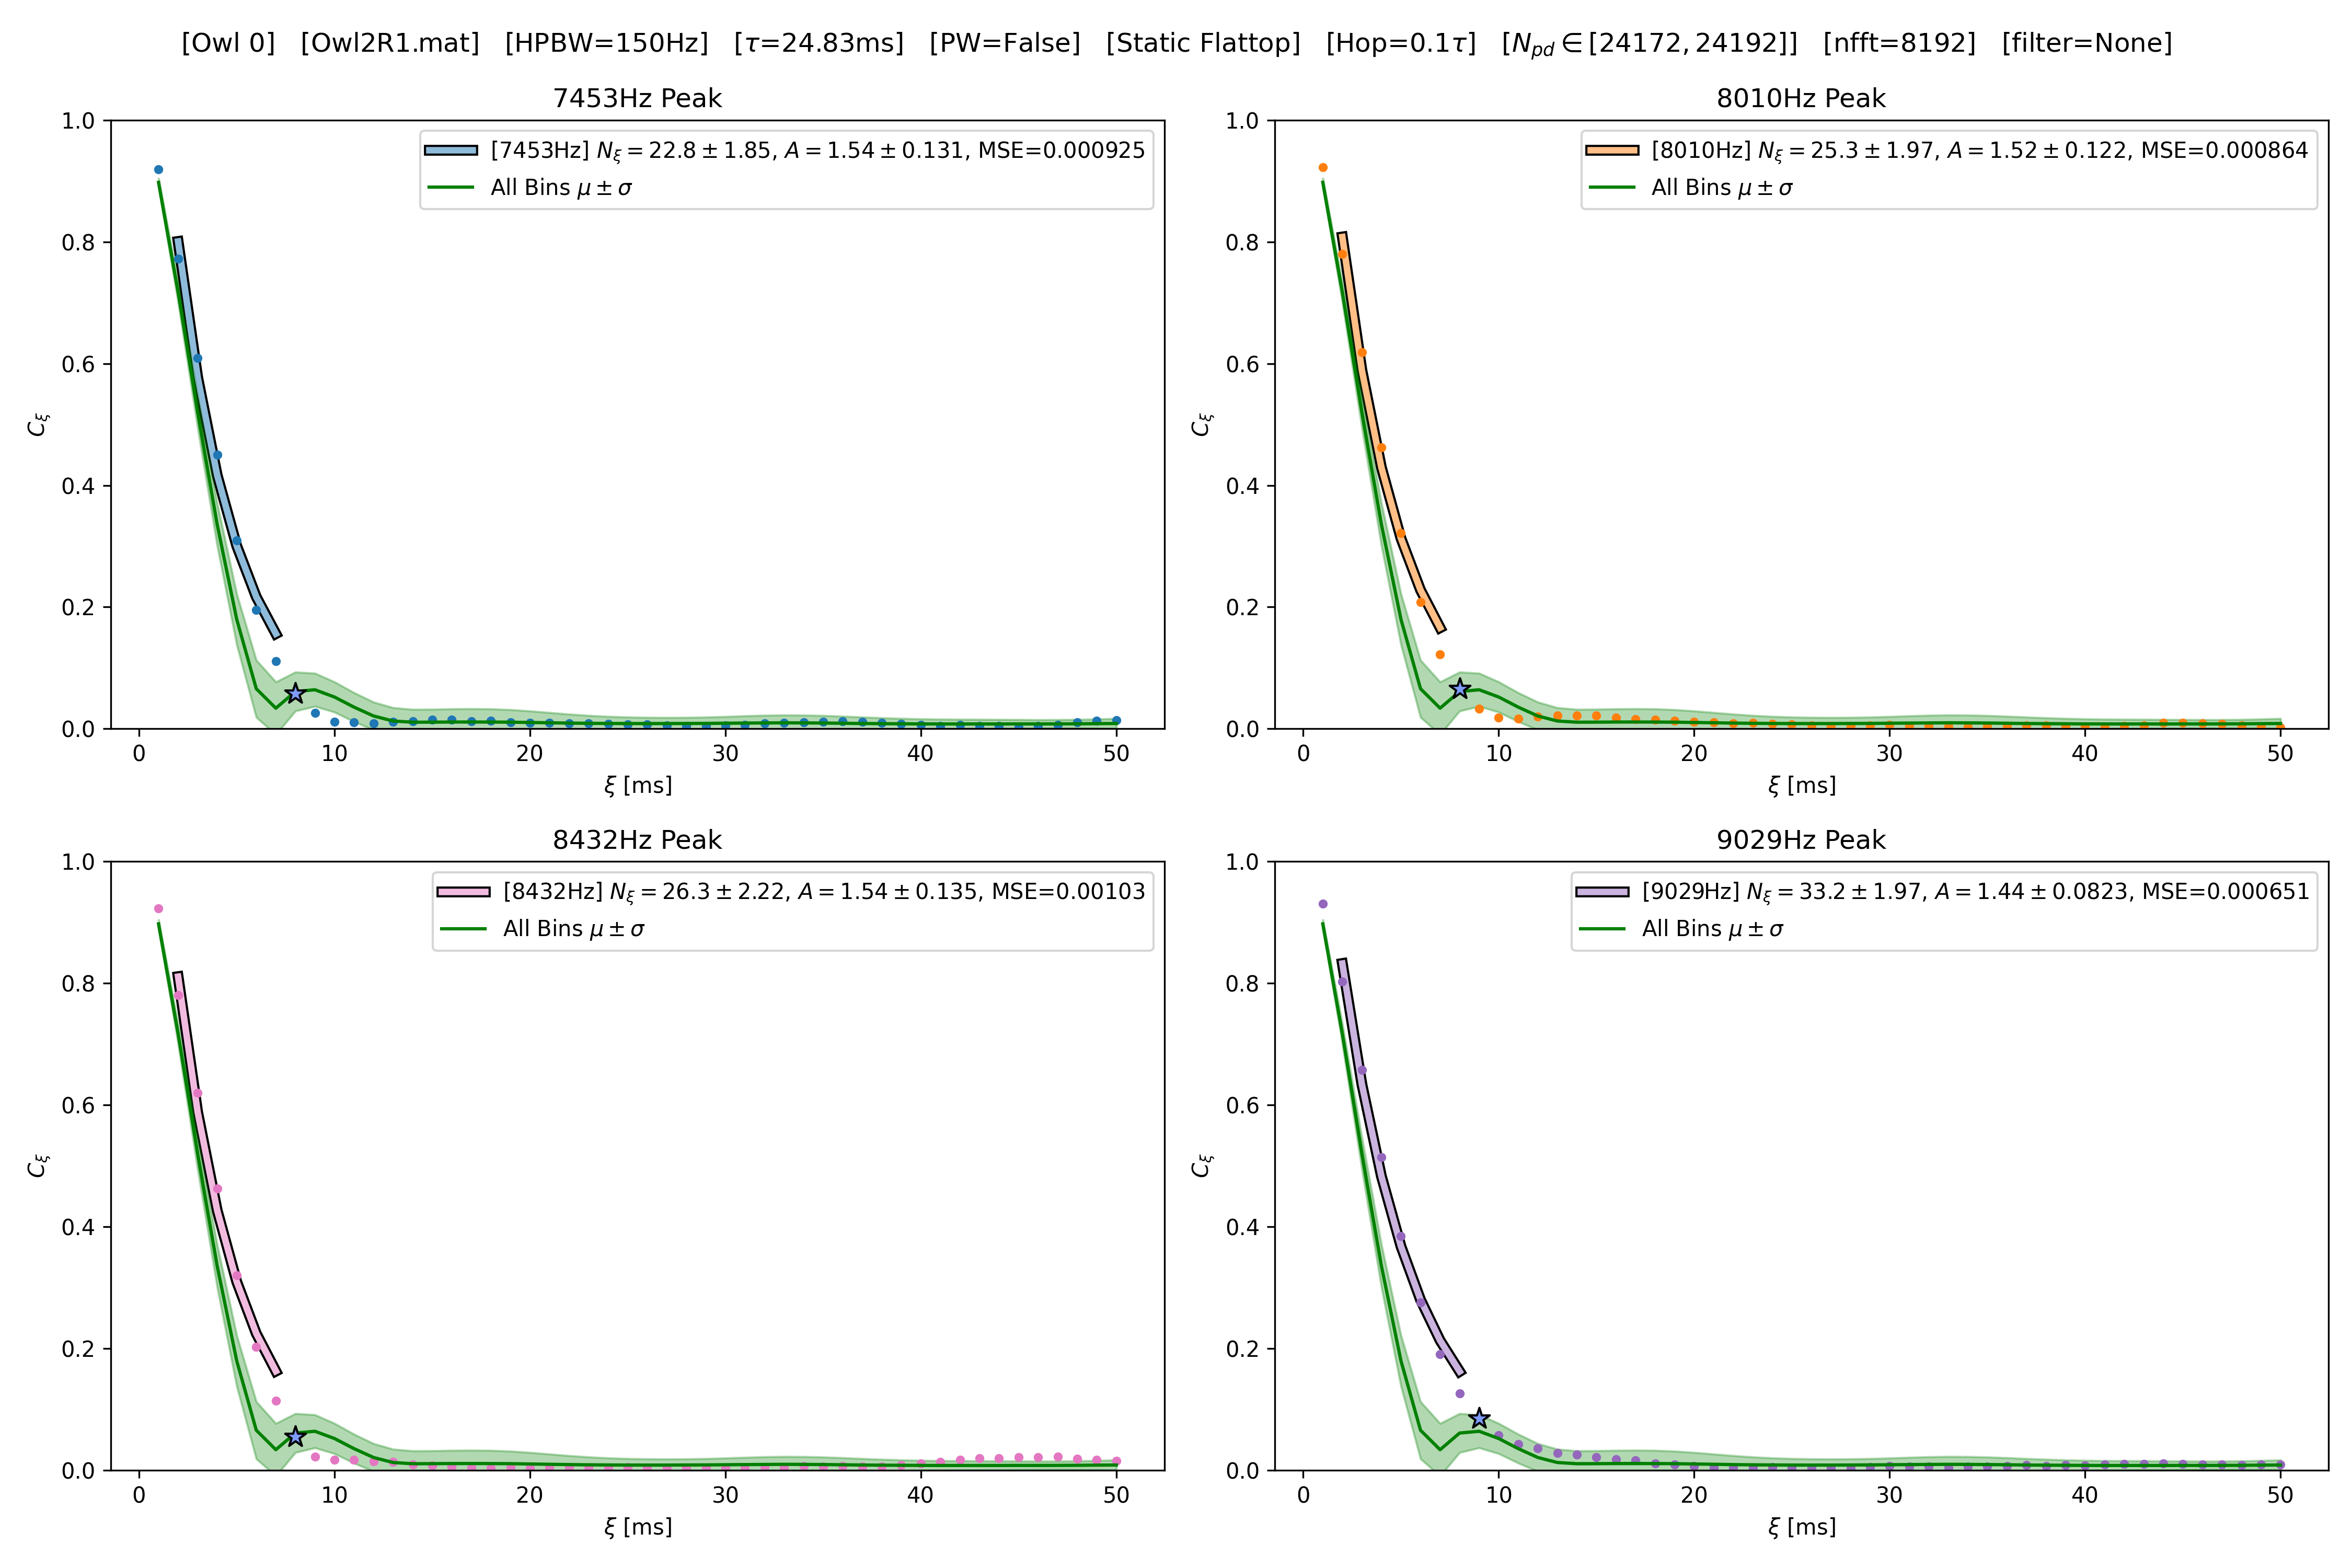 [Owl 0] [Owl2R1.mat] [HPBW=150Hz] [τ=24.83ms] [PW=False] [Static Flattop] [Hop=0.1τ] [N_pd ∈ [24172, 24192]] [nfft=8192] [filter=None]
7453Hz Peak
[7453Hz] N_ξ = 22.8 ± 1.85, A = 1.54 ± 0.131, MSE=0.000925
All Bins μ ± σ
1.0
0.8
0.6
0.4
0.2
0.0
C_ξ
0 10 20 30 40 50
ξ [ms]
8010Hz Peak
[8010Hz] N_ξ = 25.3 ± 1.97, A = 1.52 ± 0.122, MSE=0.000864
All Bins μ ± σ
1.0
0.8
0.6
0.4
0.2
0.0
C_ξ
0 10 20 30 40 50
ξ [ms]
8432Hz Peak
[8432Hz] N_ξ = 26.3 ± 2.22, A = 1.54 ± 0.135, MSE=0.00103
All Bins μ ± σ
1.0
0.8
0.6
0.4
0.2
0.0
C_ξ
0 10 20 30 40 50
ξ [ms]
9029Hz Peak
[9029Hz] N_ξ = 33.2 ± 1.97, A = 1.44 ± 0.0823, MSE=0.000651
All Bins μ ± σ
1.0
0.8
0.6
0.4
0.2
0.0
C_ξ
0 10 20 30 40 50
ξ [ms]